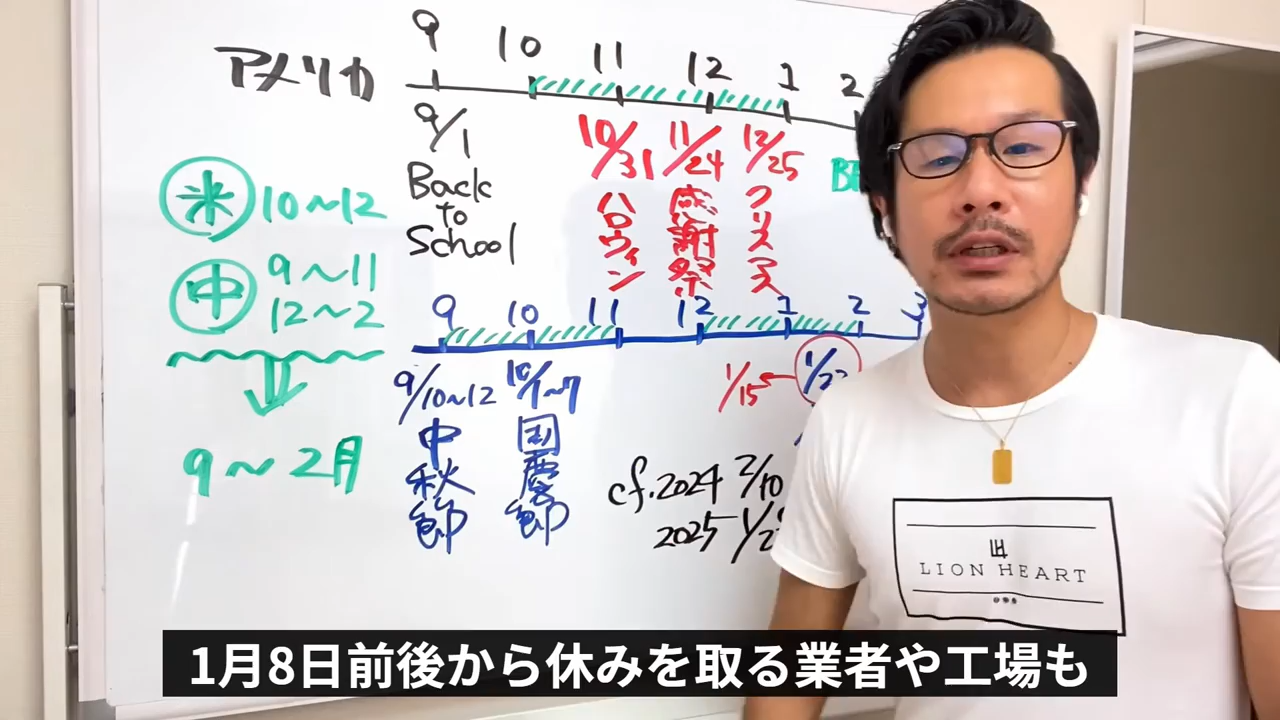 アメリカ
9 10 11 12 1 2
9/1 10/31 11/24 12/25
Back
to
School
ハロウィン
感謝祭
クリスマス
米 10~12
中 9~11
12~2
9~2月
9 10 11 12 1 2 3
9/10~12 10/1~7
中秋節
国慶節
1/15
cf. 2024 2/10
2025
LH
LION HEART
1月8日前後から休みを取る業者や工場も